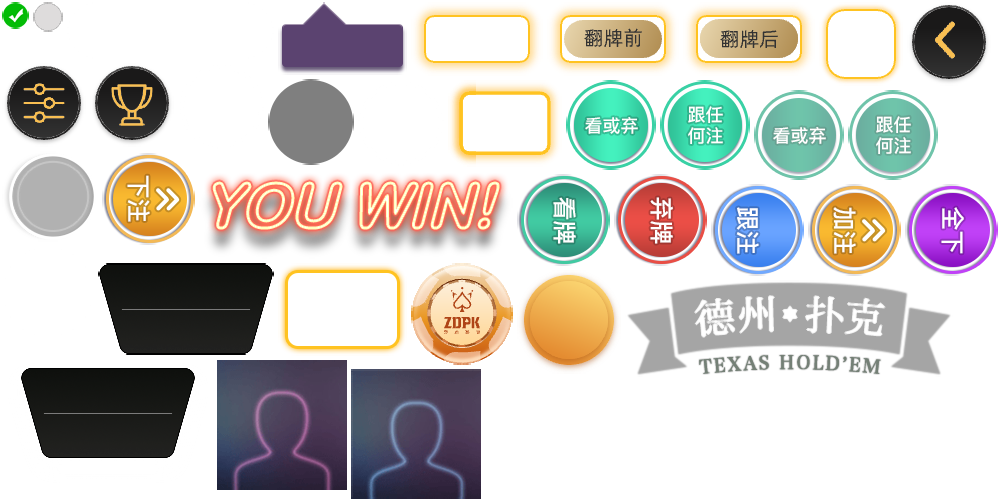 翻牌前
翻牌后
看或弃
跟任
何注
看或弃
跟任
何注
下注
YOU WIN!
看牌
弃牌
跟注
加注
全下
ZDPK
德州扑克
TEXAS HOLD'EM